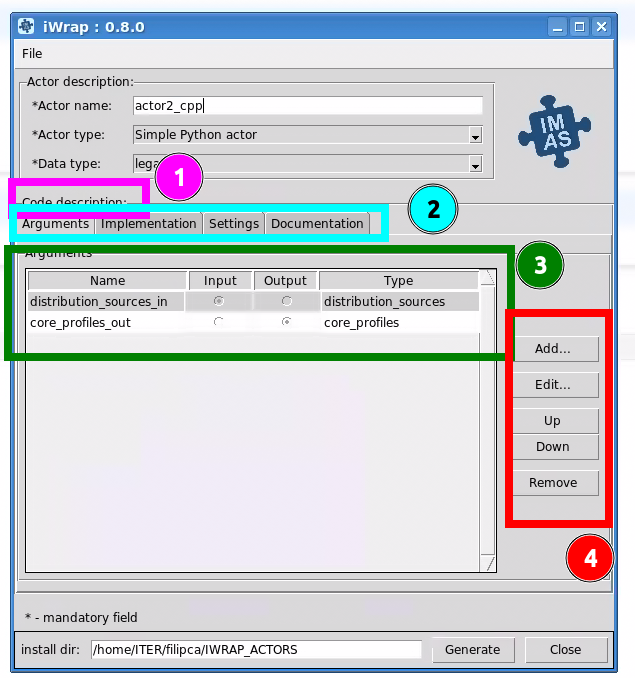 iWrap : 0.8.0
File
Actor description:
*Actor name: actor2_cpp
*Actor type: Simple Python actor
*Data type:
1
IM
AS
Code description:
2
Arguments Implementation Settings Documentation
Arguments
3
Name Input Output Type
distribution_sources_in distribution_sources
core_profiles_out core_profiles
Add...
Edit...
Up
Down
Remove
4
* - mandatory field
install dir: /home/ITER/filipca/IWRAP_ACTORS Generate Close